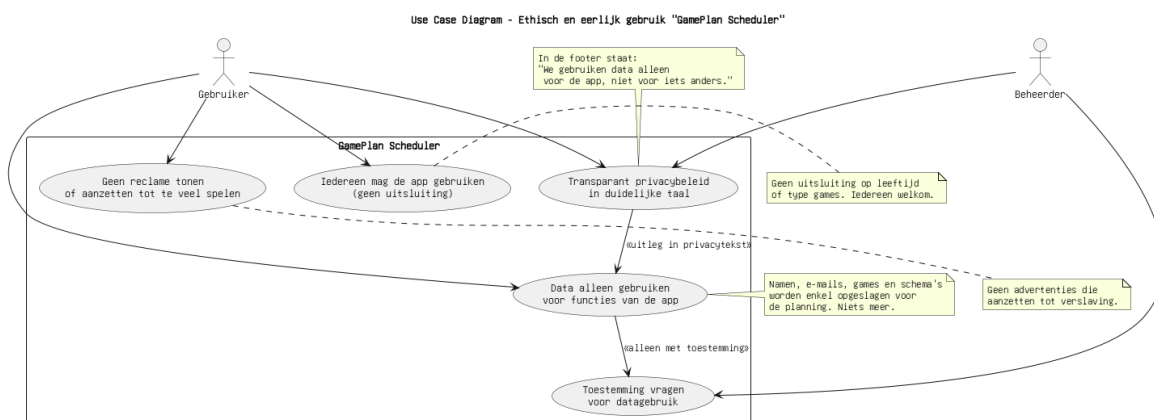 Use Case Diagram - Ethisch en eerlijk gebruik "GamePlan Scheduler"
Gebruiker
In de footer staat:
"We gebruiken data alleen
voor de app, niet voor iets anders."
Beheerder
GamePlan Scheduler
Geen reclame tonen
of aanzetten tot te veel spelen
Iedereen mag de app gebruiken
(geen uitsluiting)
Transparant privacybeleid
in duidelijke taal
Geen uitsluiting op leeftijd
of type games. Iedereen welkom.
«uitleg in privacytekst»
Data alleen gebruiken
voor functies van de app
Namen, e-mails, games en schema's
worden enkel opgeslagen voor
de planning. Niets meer.
Geen advertenties die
aanzetten tot verslaving.
«alleen met toestemming»
Toestemming vragen
voor datagebruik